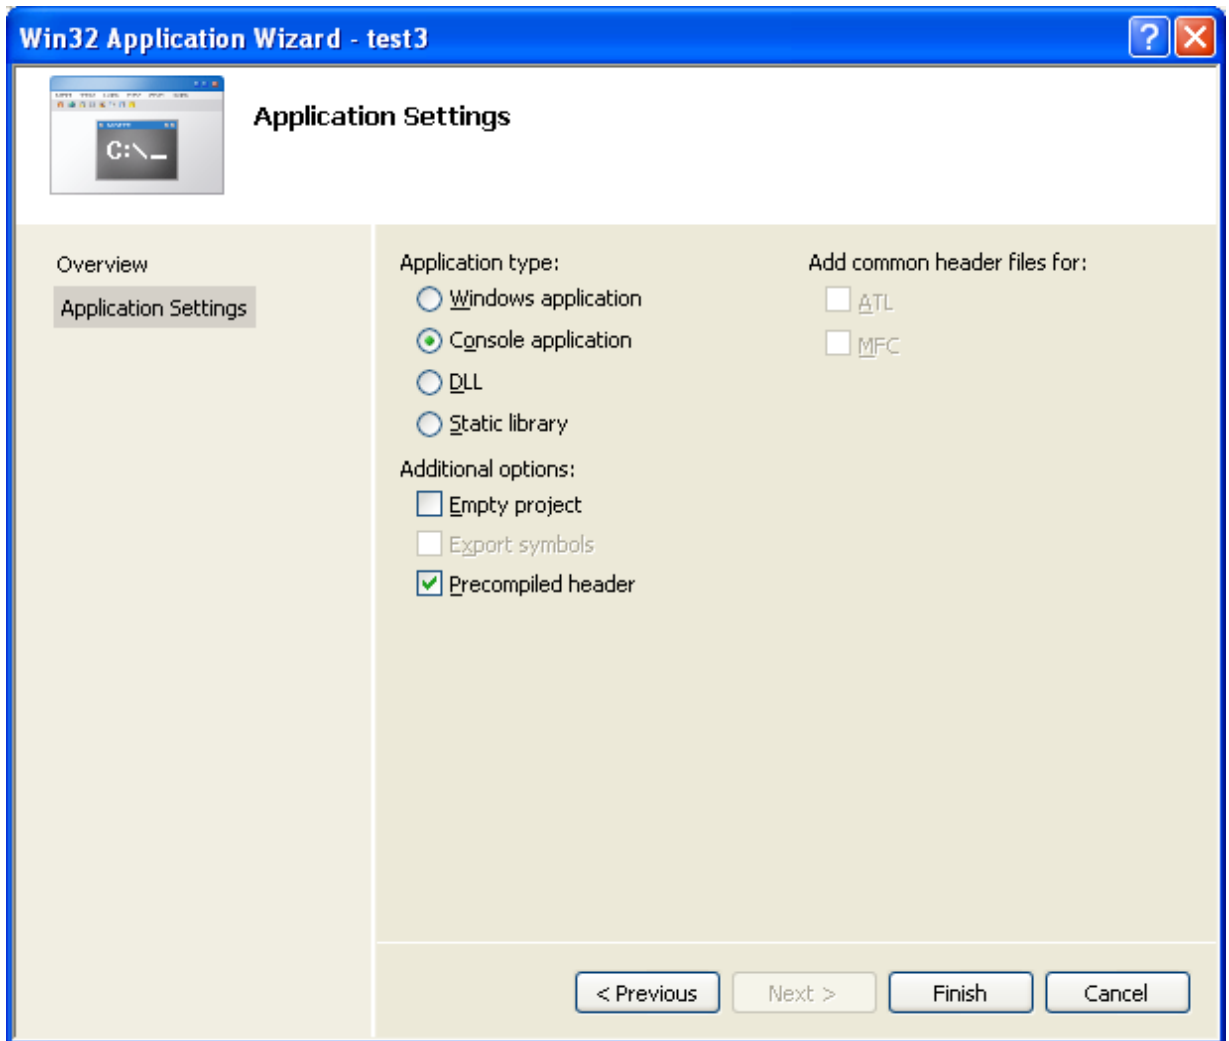 Win32 Application Wizard - test3
C:\_
Application Settings
Overview
Application Settings
Application type:
Windows application
Console application
DLL
Static library
Additional options:
Empty project
Export symbols
Precompiled header
Add common header files for:
ATL
MFC
< Previous
Next >
Finish
Cancel